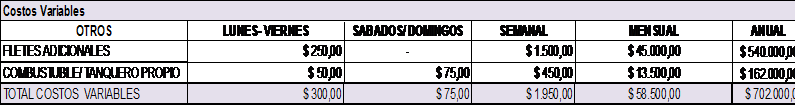 Costos Variables
OTROS LUNES-VIERNES SABADOS/DOMINGOS SEMANAL MENSUAL ANUAL
FLETES ADICIONALES $250,00 - $1.500,00 $45.000,00 $540.000,00
COMBUSTUBLE/TANQUERO PROPIO $50,00 $75,00 $450,00 $13.500,00 $162.000,00
TOTAL COSTOS VARIABLES $300,00 $75,00 $1.950,00 $58.500,00 $702.000,